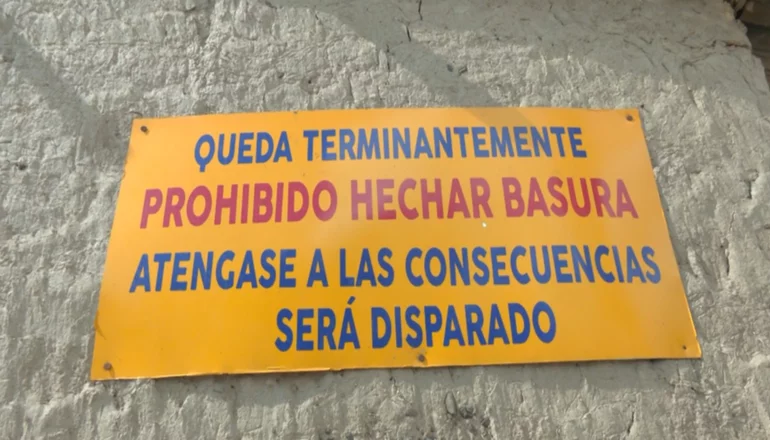 QUEDA TERMINANTEMENTE
PROHIBIDO HECHAR BASURA
ATENGASE A LAS CONSECUENCIAS
SERÁ DISPARADO